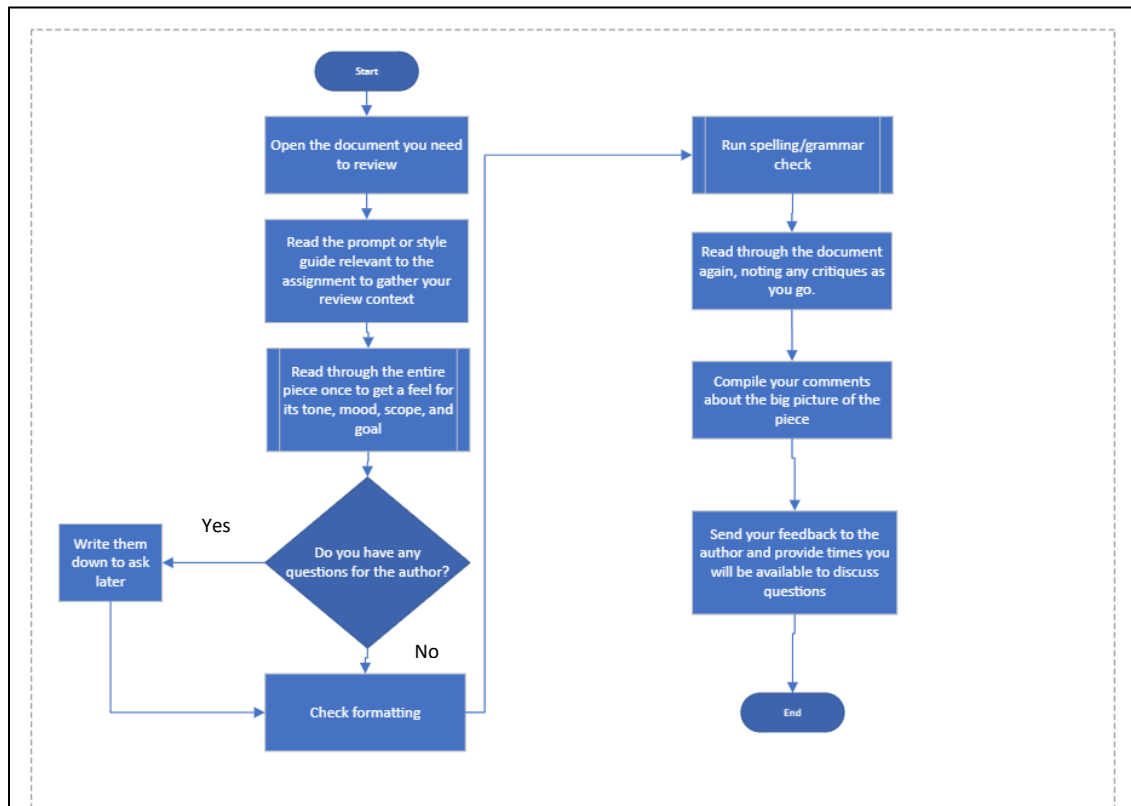 Start
Open the document you need
to review
Read the prompt or style
guide relevant to the
assignment to gather your
review context
Read through the entire
piece once to get a feel for
its tone, mood, scope, and
goal
Do you have any
questions for the author?
Yes
Write them
down to ask
later
No
Check formatting
Run spelling/grammar
check
Read through the document
again, noting any critiques as
you go.
Compile your comments
about the big picture of the
piece
Send your feedback to the
author and provide times you
will be available to discuss
questions
End